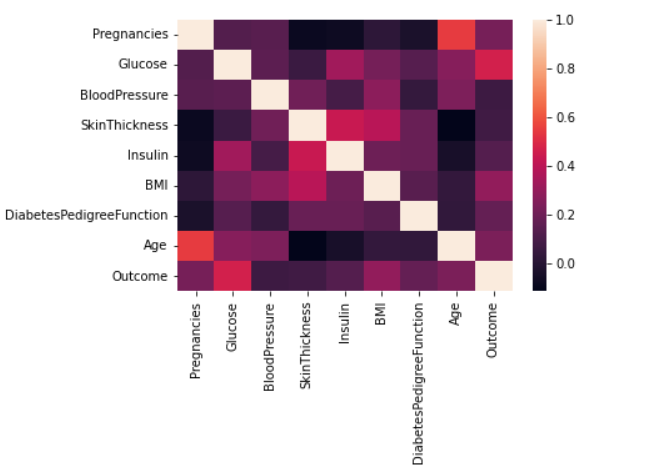 Pregnancies
Glucose
BloodPressure
SkinThickness
Insulin
BMI
DiabetesPedigreeFunction
Age
Outcome
Pregnancies
Glucose
BloodPressure
SkinThickness
Insulin
BMI
DiabetesPedigreeFunction
Age
Outcome
1.0
0.8
0.6
0.4
0.2
0.0